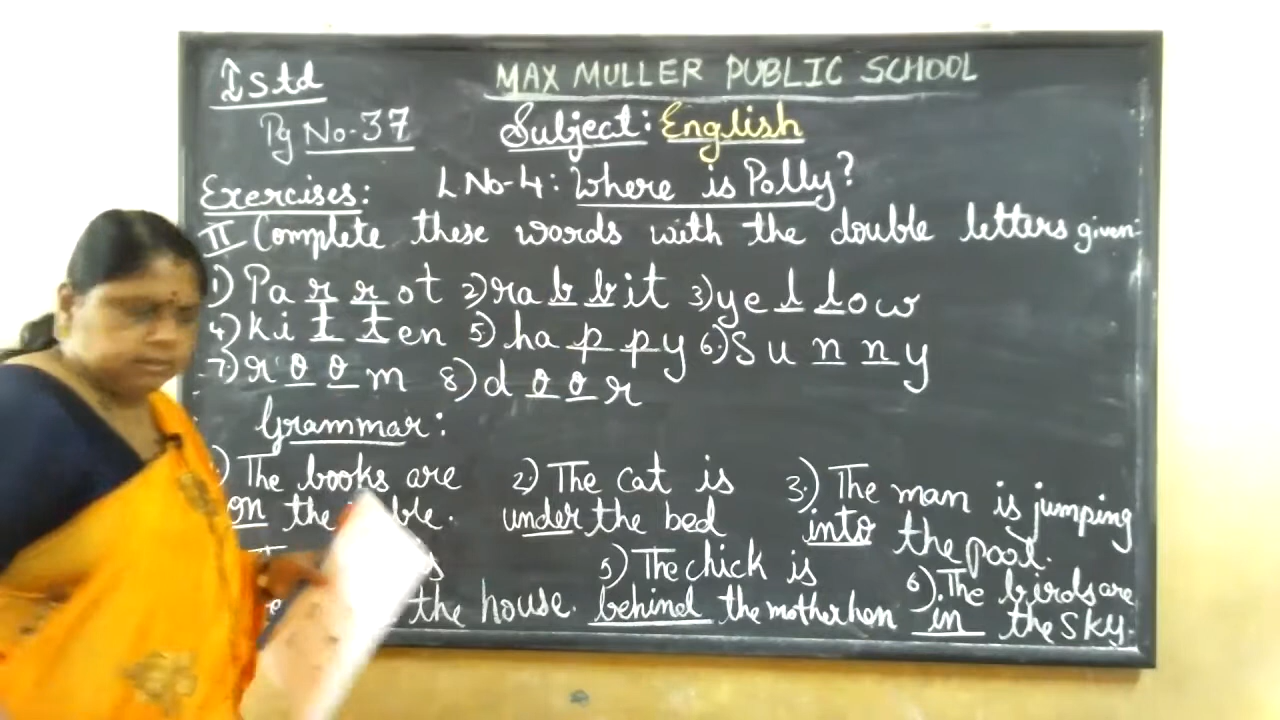 I Std
MAX MULLER PUBLIC SCHOOL
Pg No-37
Subject: English
Exercises:
L No-4: Where is Polly?
II Complete these words with the double letters given:
1) Parrot 2) rabbit 3) yellow
4) kitten 5) happy 6) Sunny
7) room 8) door
Grammar:
1) The books are on the table.
2) The cat is under the bed
3) The man is jumping into the pool.
the house.
5) The chick is behind the mother hen
6) The birds are in the sky.